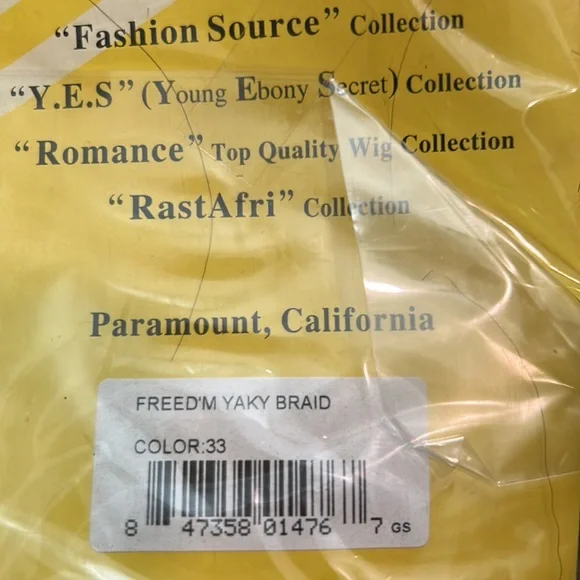 “Fashion Source” Collection
“Y.E.S” (Young Ebony Secret) Collection
“Romance” Top Quality Wig Collection
“RastAfri” Collection
Paramount, California
FREED'M YAKY BRAID
COLOR:33
8 47358 01476 7 GS